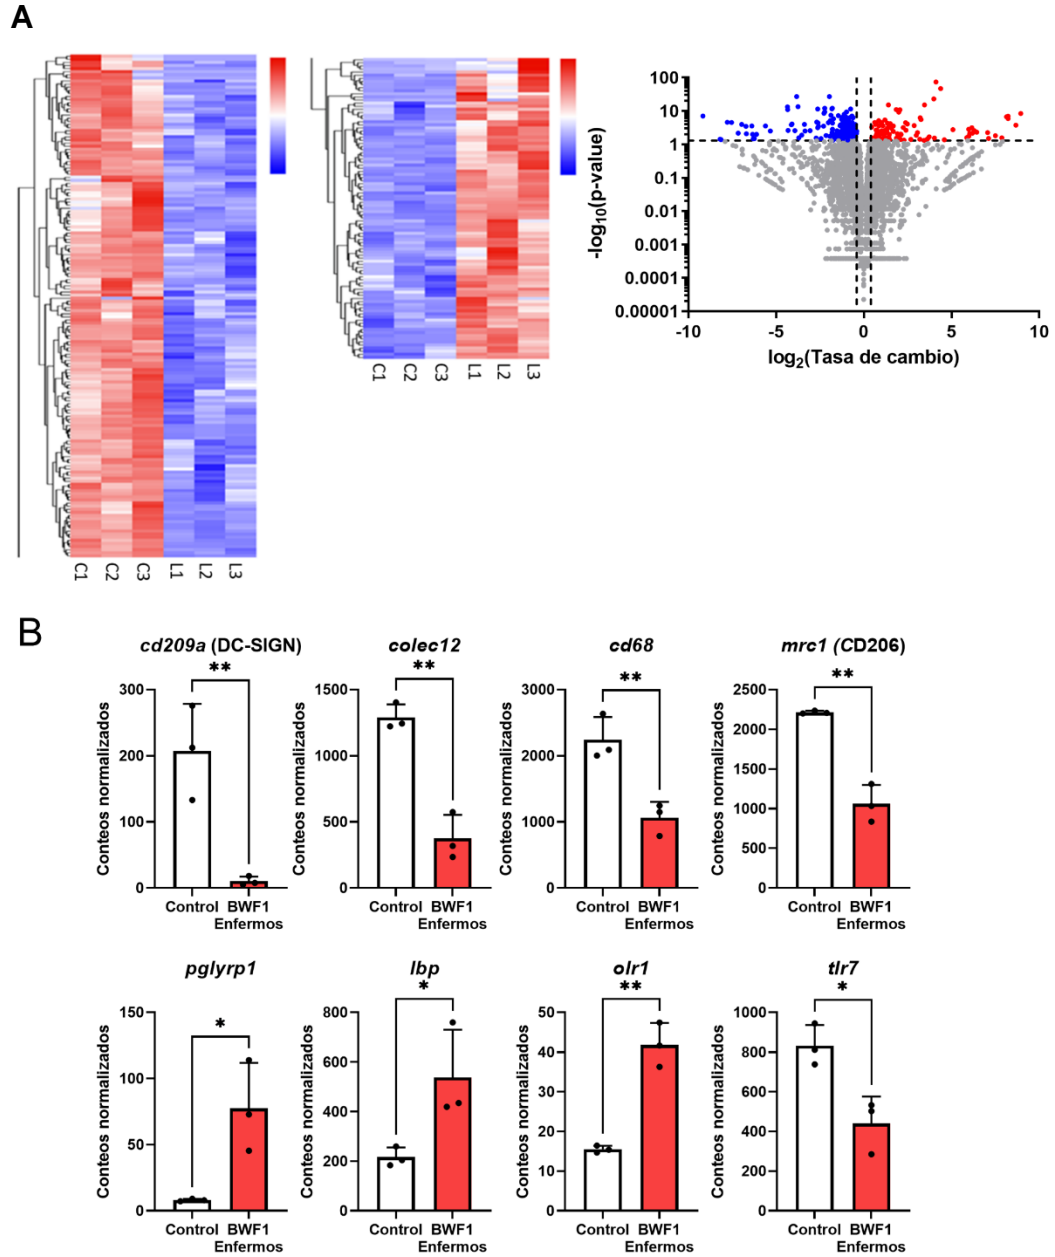 A
C1 C2 C3 L1 L2 L3
C1 C2 C3 L1 L2 L3
-log10(p-value)
100
10
1
0.1
0.01
0.001
0.0001
0.00001
-10 -5 0 5 10
log2(Tasa de cambio)
B
cd209a (DC-SIGN)
**
Conteos normalizados
300
200
100
0
Control BWF1
Enfermos
colec12
**
Conteos normalizados
1500
1000
500
0
Control BWF1
Enfermos
cd68
**
Conteos normalizados
3000
2000
1000
0
Control BWF1
Enfermos
mrc1 (CD206)
**
Conteos normalizados
2500
2000
1500
1000
500
0
Control BWF1
Enfermos
pglyrp1
*
Conteos normalizados
150
100
50
0
Control BWF1
Enfermos
lbp
*
Conteos normalizados
800
600
400
200
0
Control BWF1
Enfermos
olr1
**
Conteos normalizados
50
40
30
20
10
0
Control BWF1
Enfermos
tlr7
*
Conteos normalizados
1000
800
600
400
200
0
Control BWF1
Enfermos